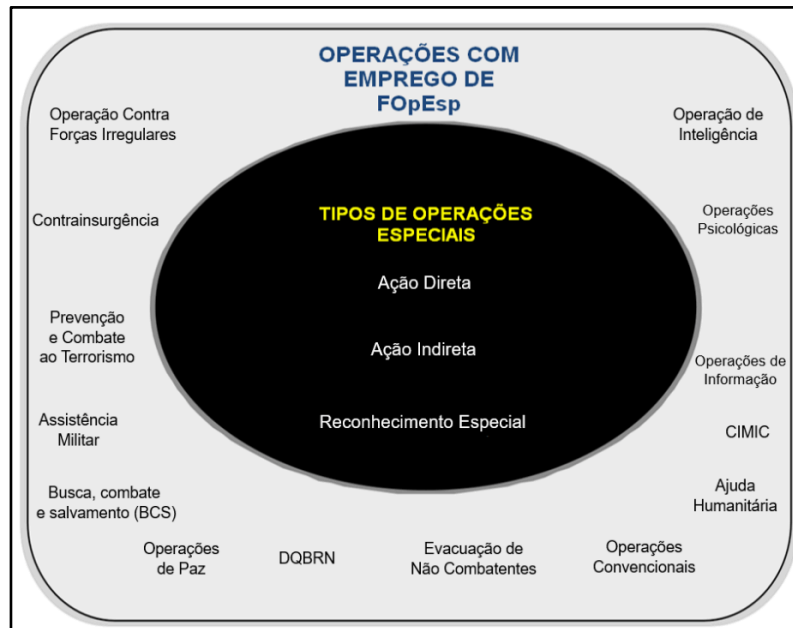 OPERAÇÕES COM
EMPREGO DE
FOpEsp
Operação Contra
Forças Irregulares
Operação de
Inteligência
TIPOS DE OPERAÇÕES
ESPECIAIS
Contrainsurgência
Operações
Psicológicas
Ação Direta
Prevenção
e Combate
ao Terrorismo
Ação Indireta
Operações de
Informação
Assistência
Militar
Reconhecimento Especial
CIMIC
Busca, combate
e salvamento (BCS)
Ajuda
Humanitária
Operações
de Paz
DQBRN
Evacuação de
Não Combatentes
Operações
Convencionais